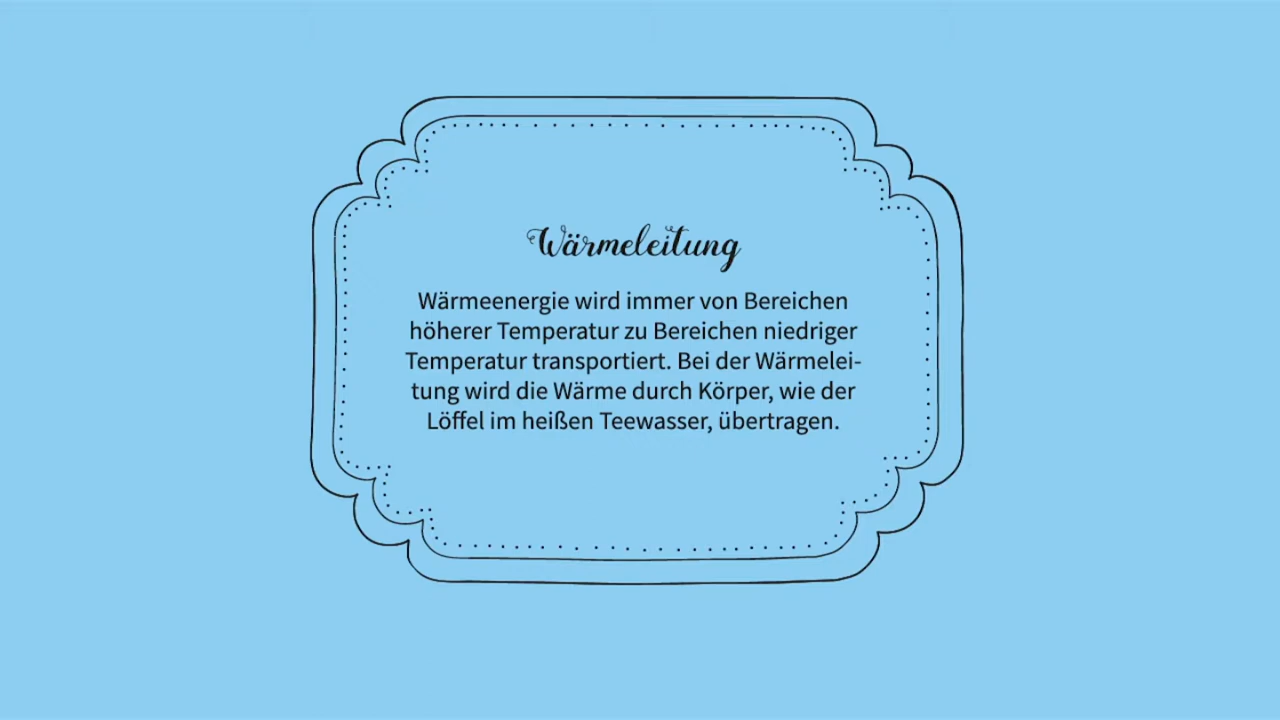 Wärmeleitung
Wärmeenergie wird immer von Bereichen
höherer Temperatur zu Bereichen niedriger
Temperatur transportiert. Bei der Wärmelei-
tung wird die Wärme durch Körper, wie der
Löffel im heißen Teewasser, übertragen.